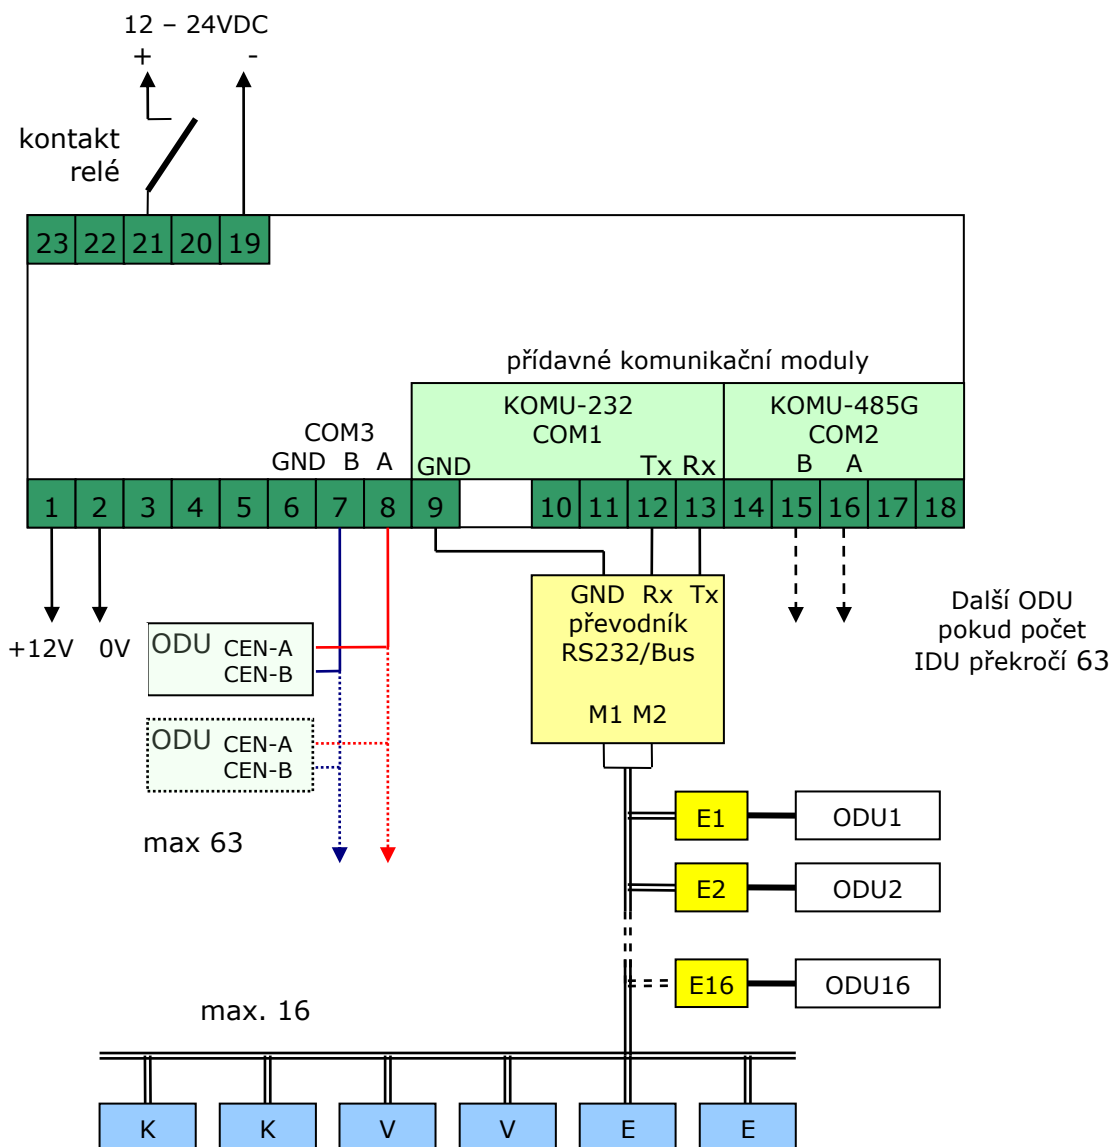 12 – 24VDC
+ -
kontakt
relé
23 22 21 20 19
přídavné komunikační moduly
KOMU-232 KOMU-485G
COM1 COM2
COM3
GND B A GND Tx Rx B A
1 2 3 4 5 6 7 8 9 10 11 12 13 14 15 16 17 18
+12V 0V
ODU CEN-A
CEN-B
ODU CEN-A
CEN-B
max 63
GND Rx Tx
převodník
RS232/Bus
M1 M2
Další ODU
pokud počet
IDU překročí 63
E1 ODU1
E2 ODU2
E16 ODU16
max. 16
K K V V E E